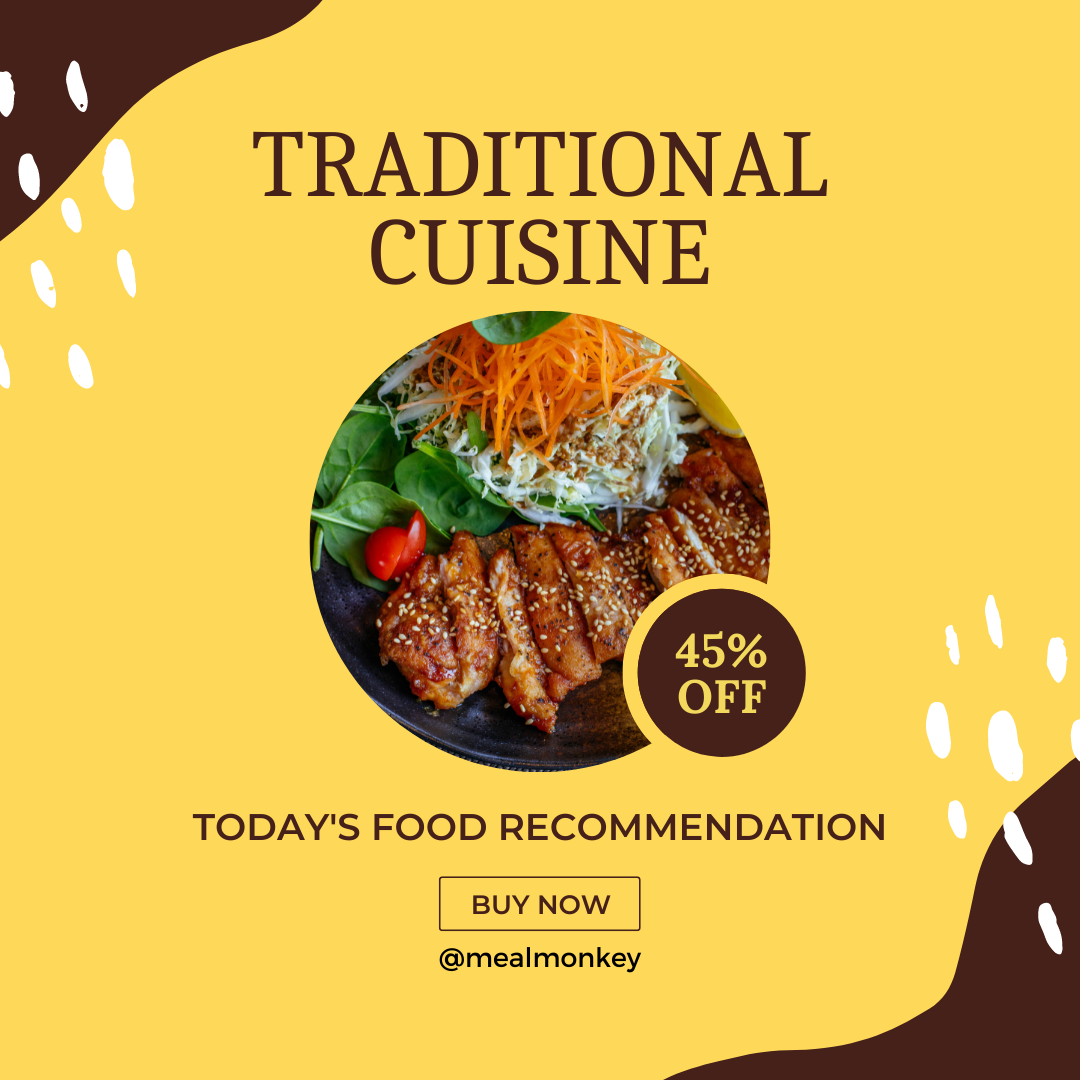 TRADITIONAL
CUISINE
45%
OFF
TODAY'S FOOD RECOMMENDATION
BUY NOW
@mealmonkey